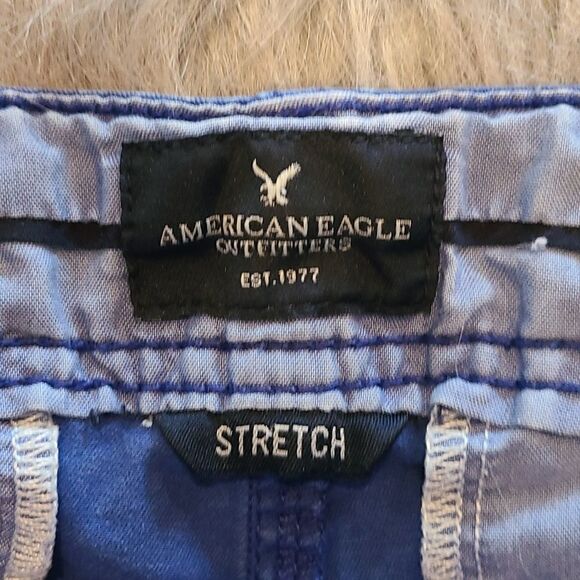 AMERICAN EAGLE
OUTFITTERS
EST. 1977
STRETCH